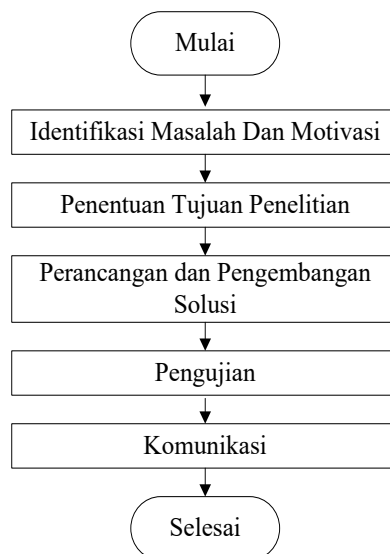 Mulai
Identifikasi Masalah Dan Motivasi
Penentuan Tujuan Penelitian
Perancangan dan Pengembangan
Solusi
Pengujian
Komunikasi
Selesai